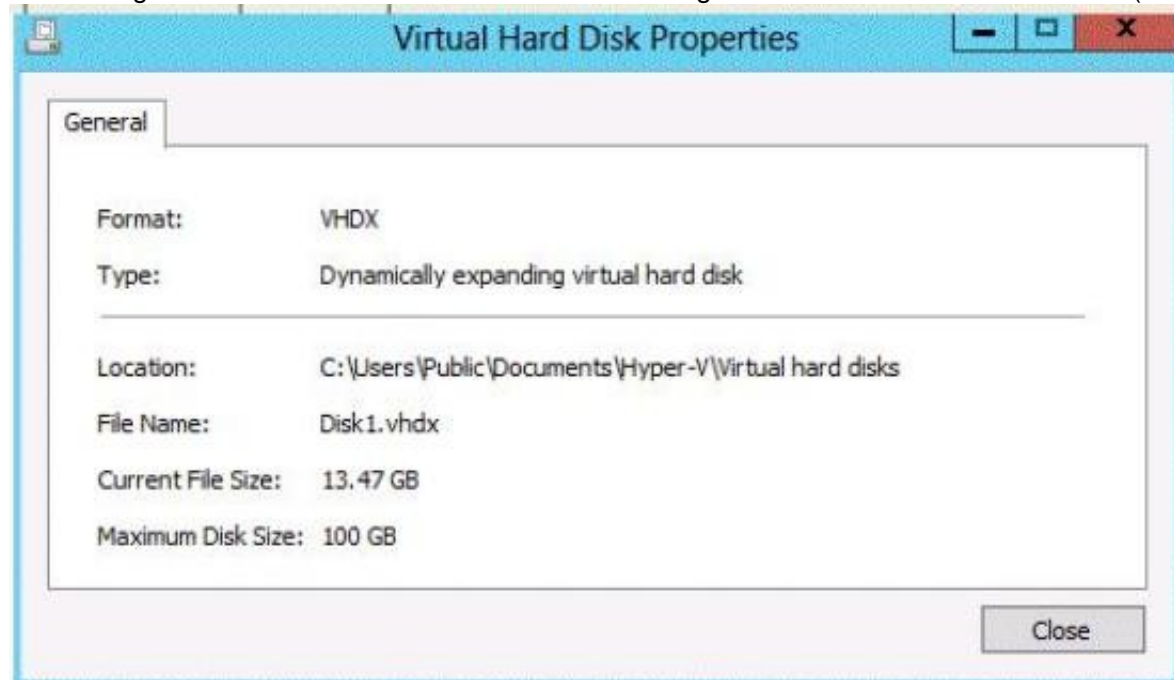 Virtual Hard Disk Properties
General
Format: VHDX
Type: Dynamically expanding virtual hard disk
Location: C:\Users\Public\Documents\Hyper-V\Virtual hard disks
File Name: Disk1.vhdx
Current File Size: 13.47 GB
Maximum Disk Size: 100 GB
Close